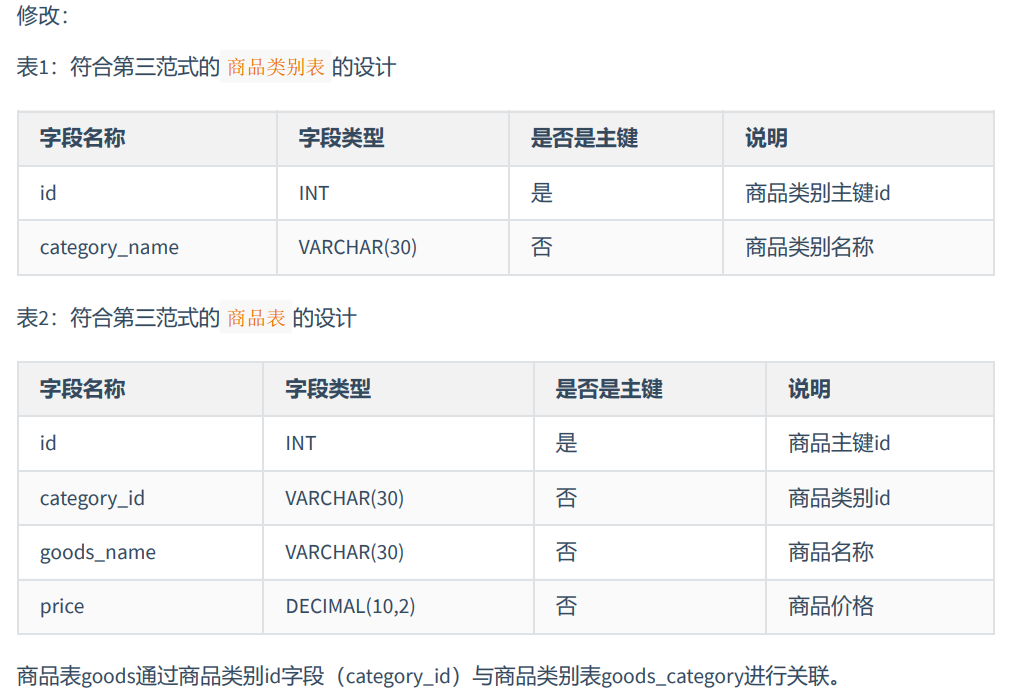 修改：
表1：符合第三范式的 商品类别表 的设计
字段名称 字段类型 是否是主键 说明
id INT 是 商品类别主键id
category_name VARCHAR(30) 否 商品类别名称
表2：符合第三范式的 商品表 的设计
字段名称 字段类型 是否是主键 说明
id INT 是 商品主键id
category_id VARCHAR(30) 否 商品类别id
goods_name VARCHAR(30) 否 商品名称
price DECIMAL(10,2) 否 商品价格
商品表goods通过商品类别id字段（category_id）与商品类别表goods_category进行关联。